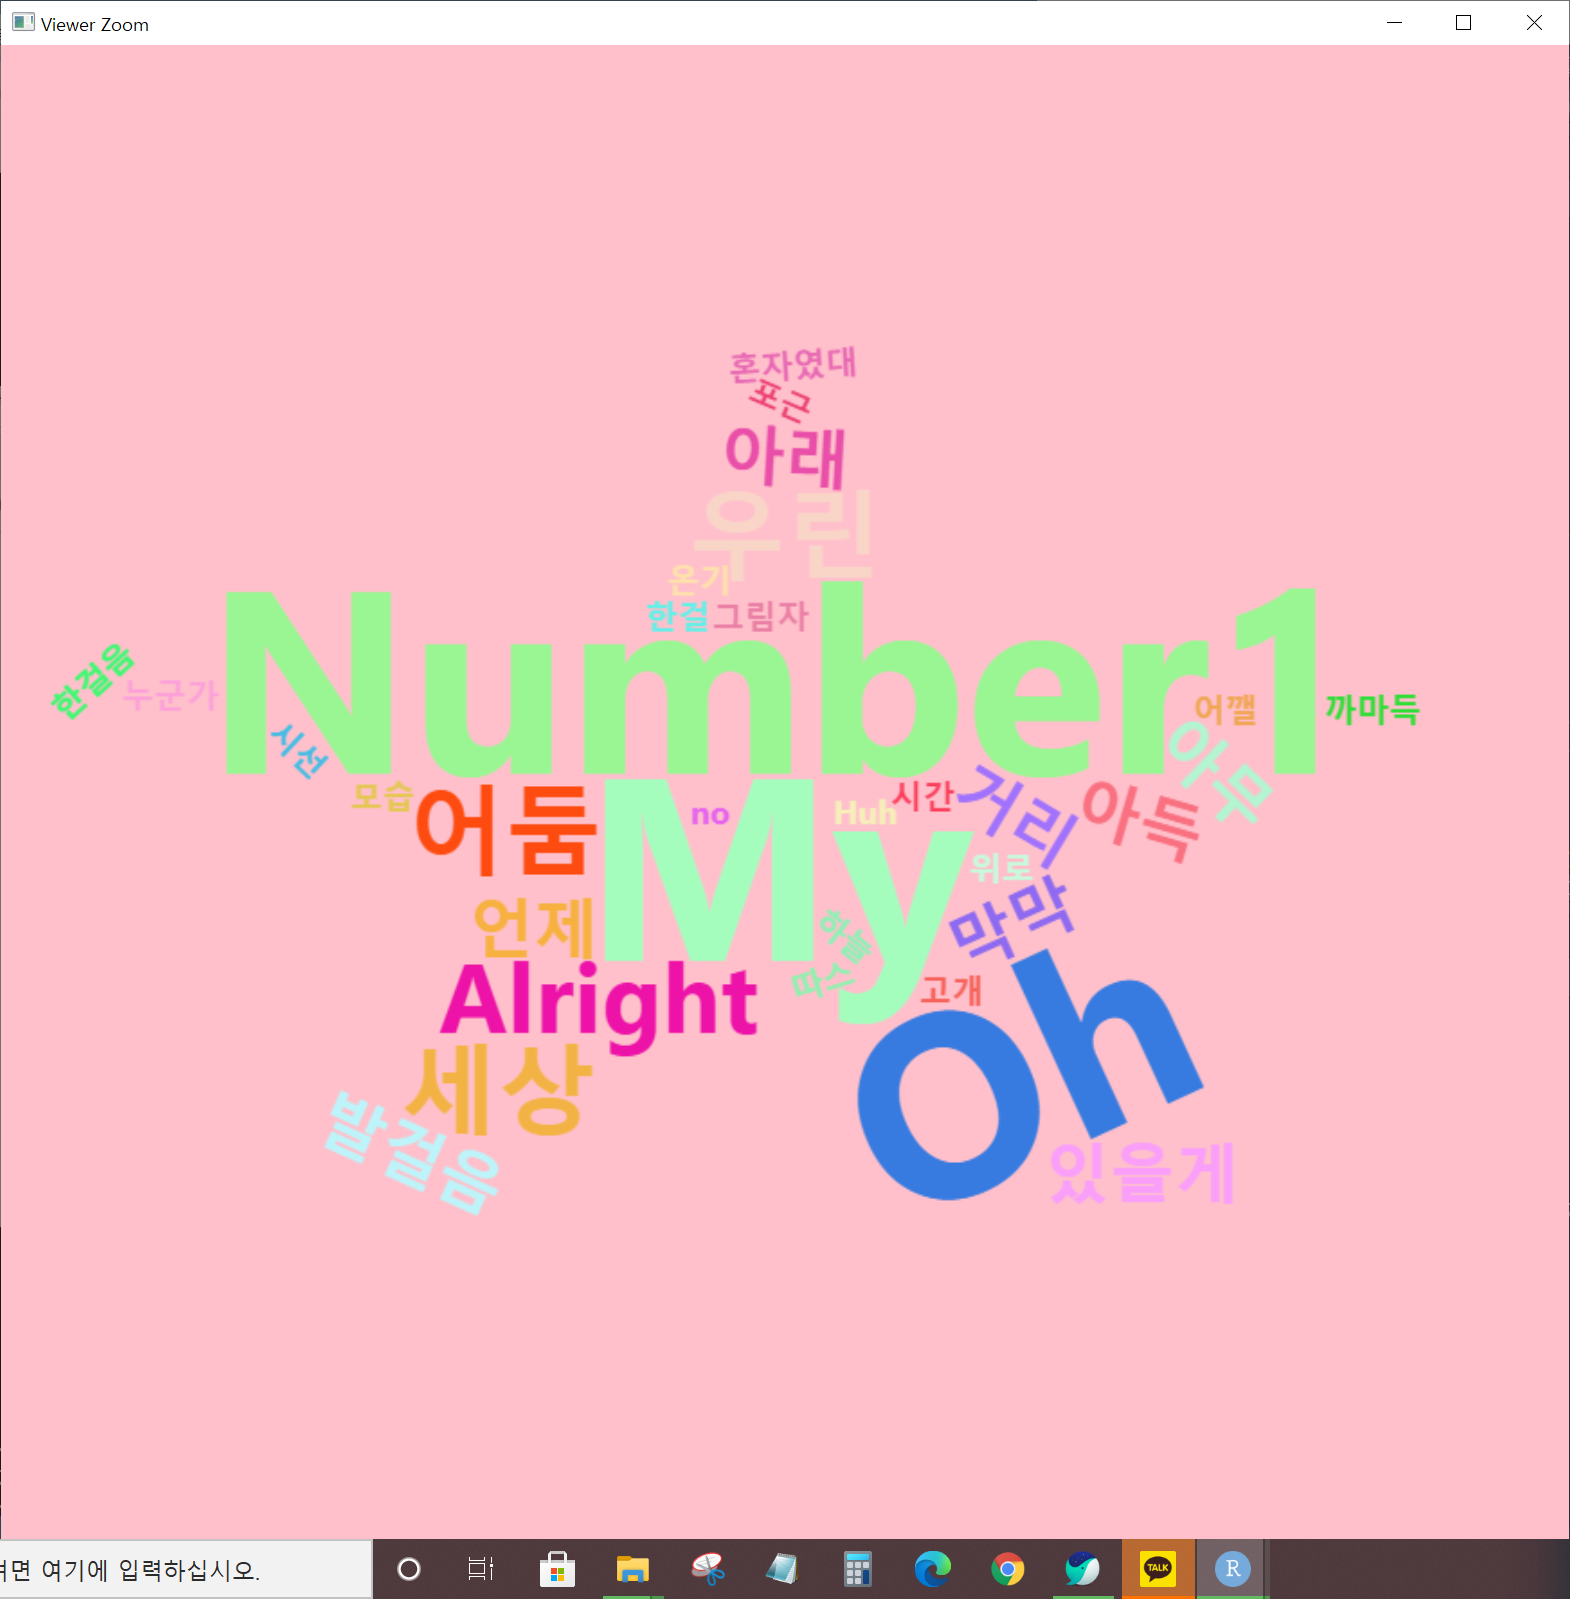 Viewer Zoom
혼자였대
포근
아래
우린
온기
한걸
그림자
Number1
한걸음
누군가
시선
어깰
까마득
아무
모습
어둠
My
no
Huh
시간
거리
아득
위로
언제
하늘
막막
따스
고개
Alright
Oh
세상
발걸음
있을게
려면 여기에 입력하십시오.
TALK
R